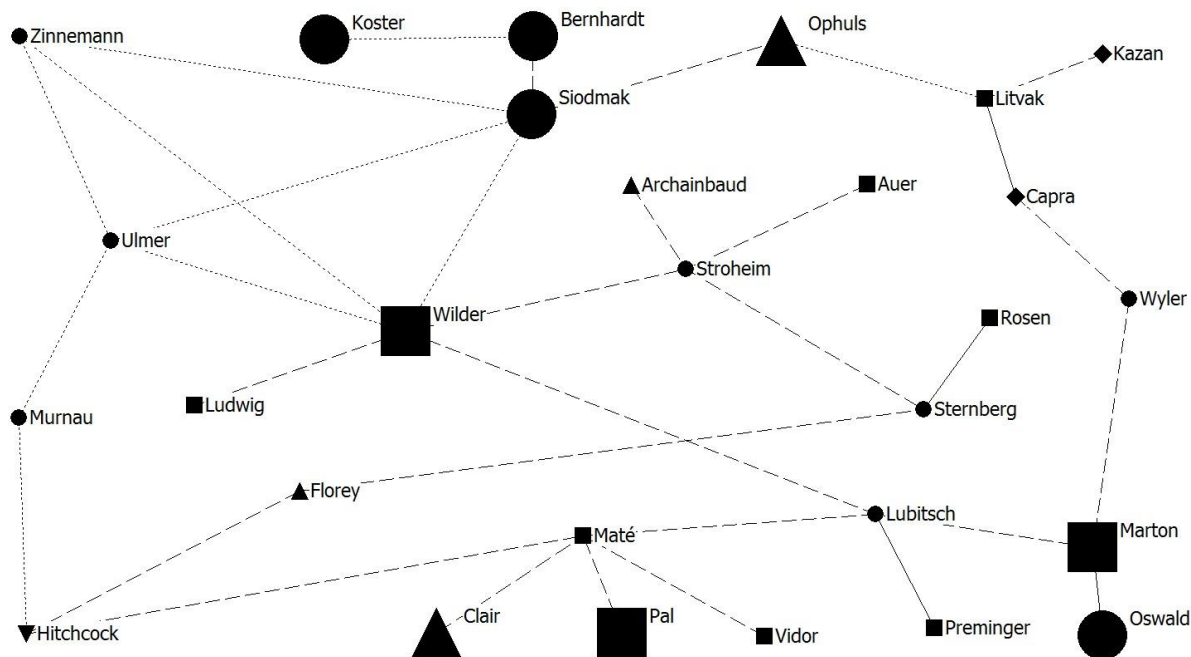 Zinnemann
Koster
Bernhardt
Ophuls
Kazan
Siodmak
Litvak
Archainbaud
Auer
Capra
Ulmer
Stroheim
Wyler
Wilder
Rosen
Ludwig
Sternberg
Murnau
Florey
Lubitsch
Maté
Marton
Hitchcock
Clair
Pal
Vidor
Preminger
Oswald